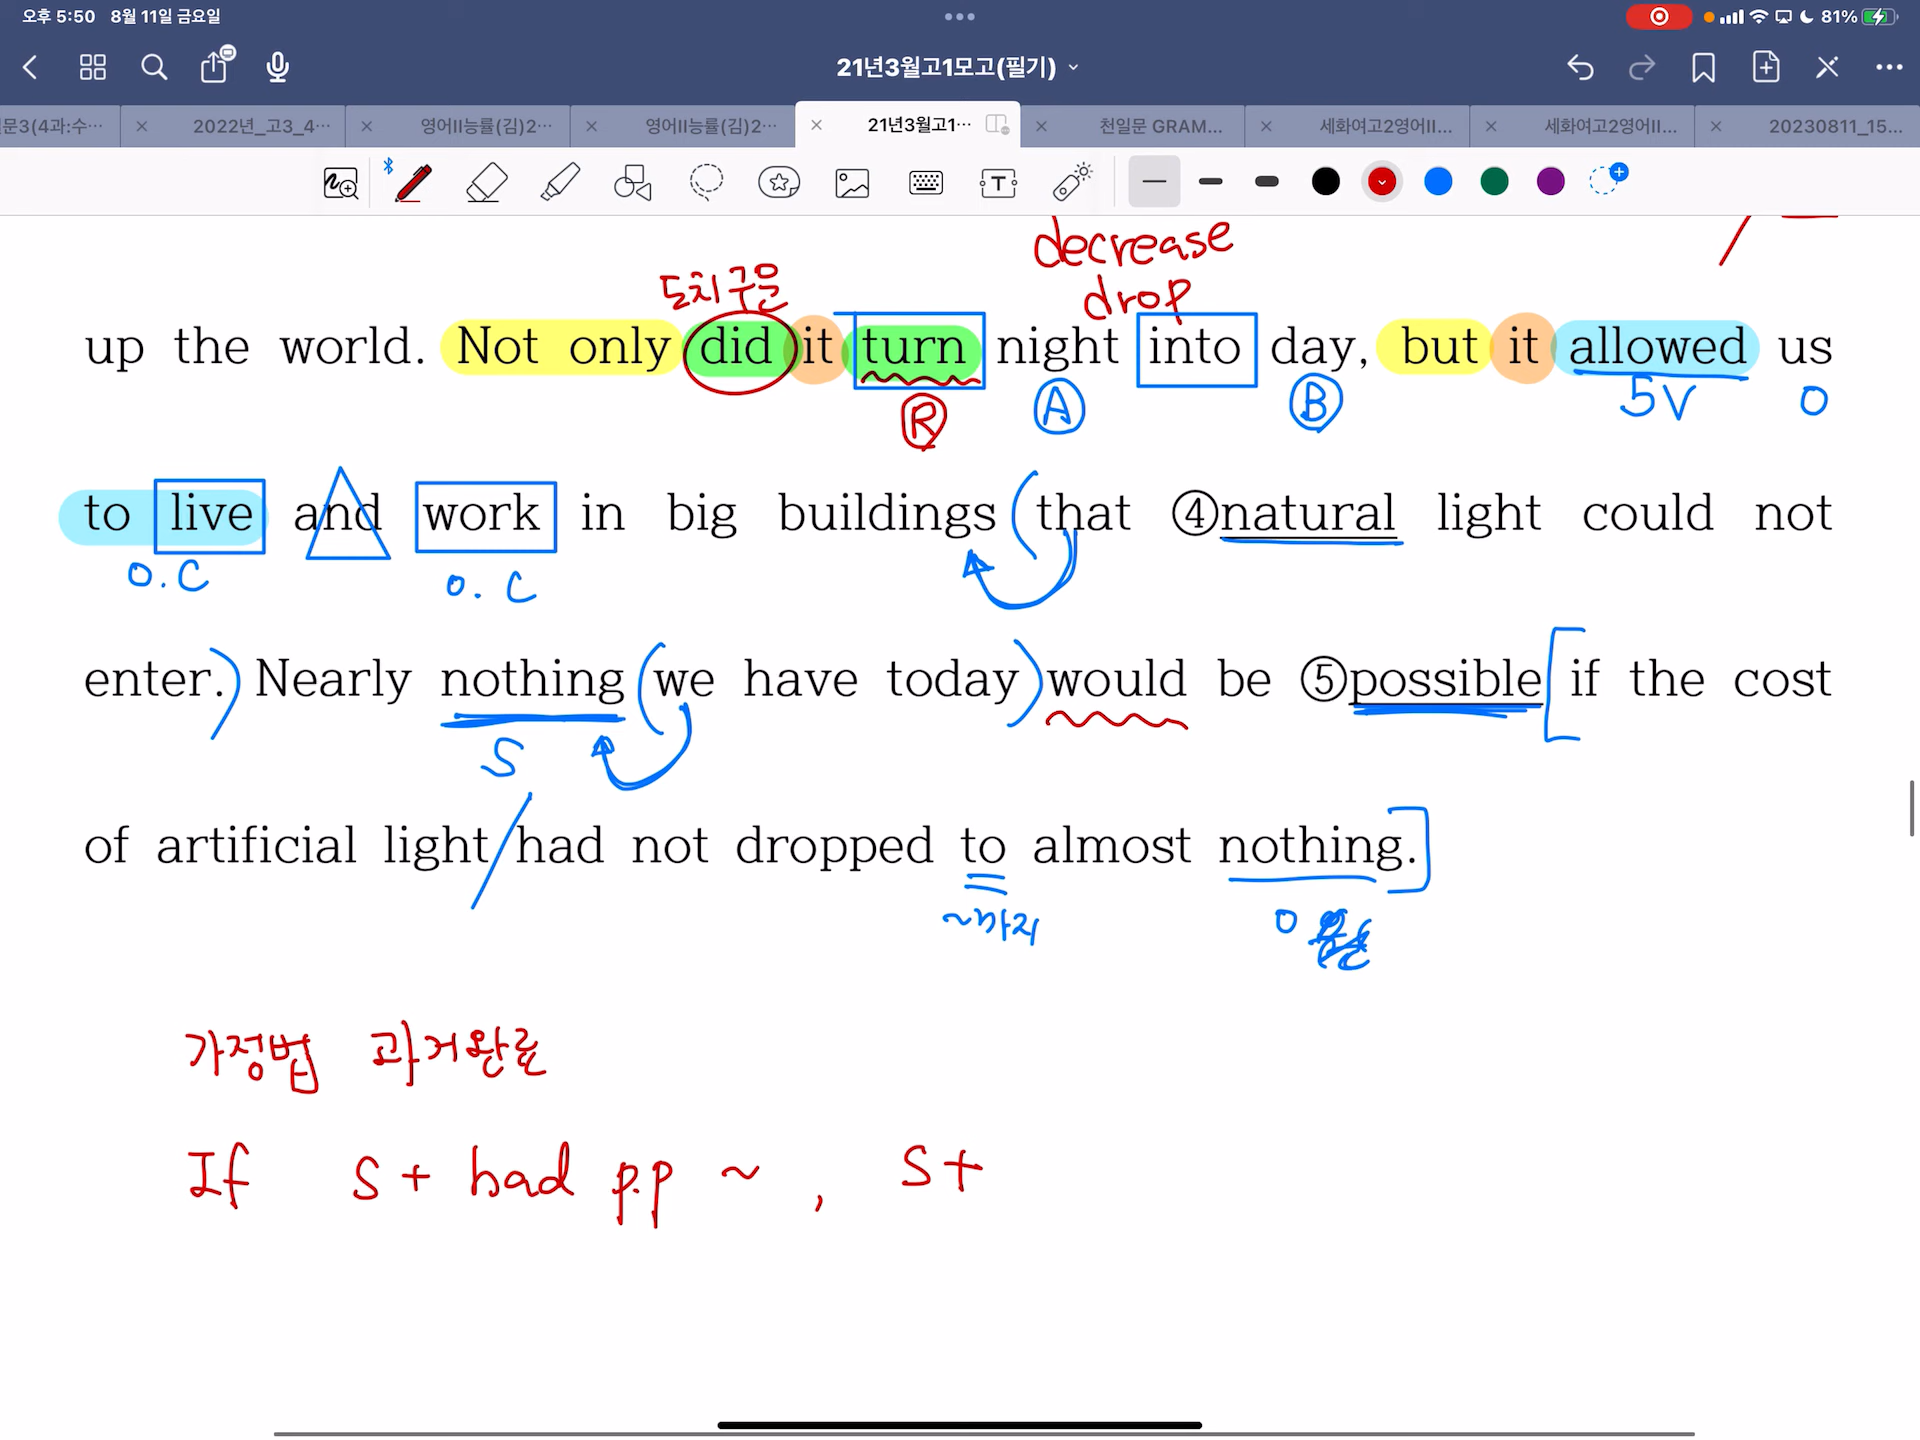 오후 5:50 8월 11일 금요일
81%
21년3월고1모고(필기)
문3(4과:수···
2022년_고3_4···
영어II능률(김)2···
영어II능률(김)2···
21년3월고1···
천일문 GRAM...
세화여고2영어II...
세화여고2영어II...
20230811_15...
decrease
drop
도치구문
up the world. Not only did it turn night into day, but it allowed us
R A B 5V O
to live and work in big buildings that ④natural light could not
O.C O.C
enter. Nearly nothing we have today would be ⑤possible if the cost
S
of artificial light had not dropped to almost nothing.
~까지 0
가정법 과거완료
If S + had p.p ~ , S +